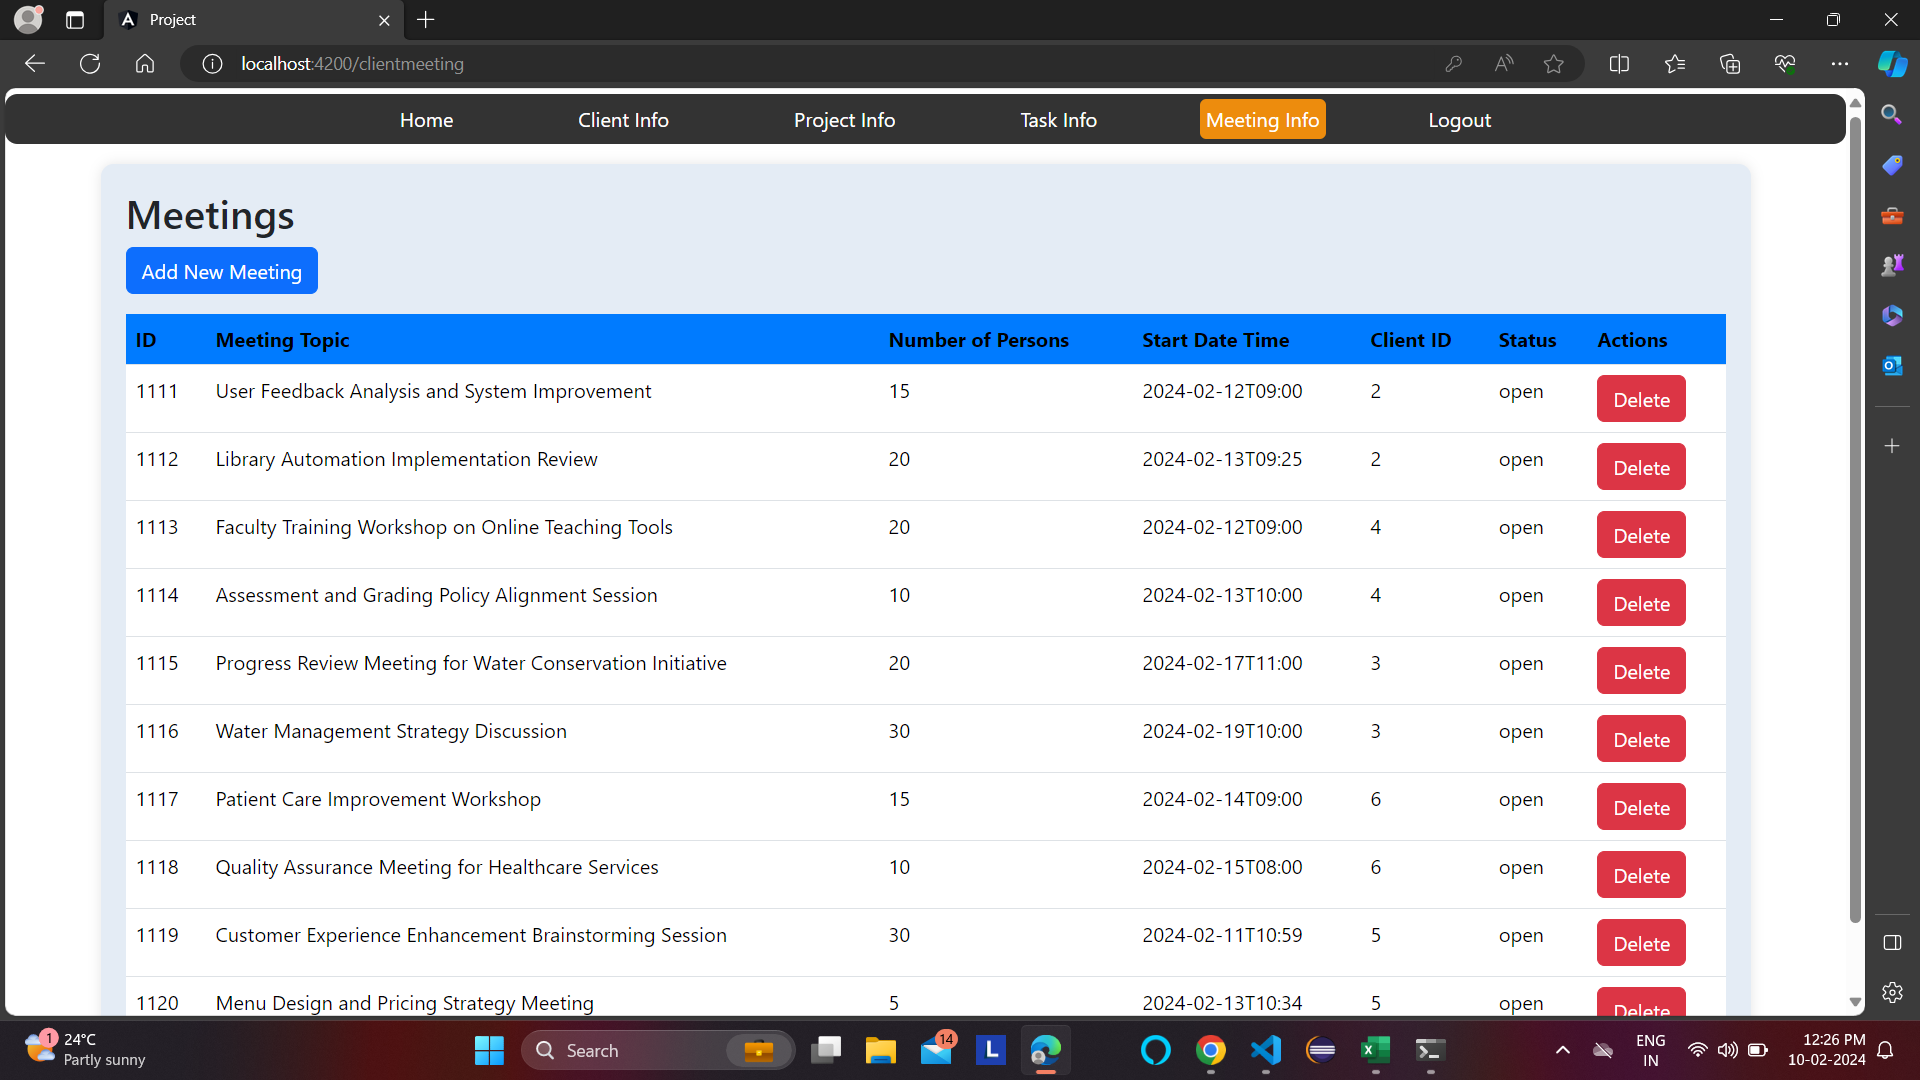 Project
localhost:4200/clientmeeting
Home Client Info Project Info Task Info Meeting Info Logout
Meetings
Add New Meeting
ID Meeting Topic Number of Persons Start Date Time Client ID Status Actions
1111 User Feedback Analysis and System Improvement 15 2024-02-12T09:00 2 open Delete
1112 Library Automation Implementation Review 20 2024-02-13T09:25 2 open Delete
1113 Faculty Training Workshop on Online Teaching Tools 20 2024-02-12T09:00 4 open Delete
1114 Assessment and Grading Policy Alignment Session 10 2024-02-13T10:00 4 open Delete
1115 Progress Review Meeting for Water Conservation Initiative 20 2024-02-17T11:00 3 open Delete
1116 Water Management Strategy Discussion 30 2024-02-19T10:00 3 open Delete
1117 Patient Care Improvement Workshop 15 2024-02-14T09:00 6 open Delete
1118 Quality Assurance Meeting for Healthcare Services 10 2024-02-15T08:00 6 open Delete
1119 Customer Experience Enhancement Brainstorming Session 30 2024-02-11T10:59 5 open Delete
1120 Menu Design and Pricing Strategy Meeting 5 2024-02-13T10:34 5 open Delete
1 24°C
Partly sunny
Search
14
L
ENG
IN
12:26 PM
10-02-2024